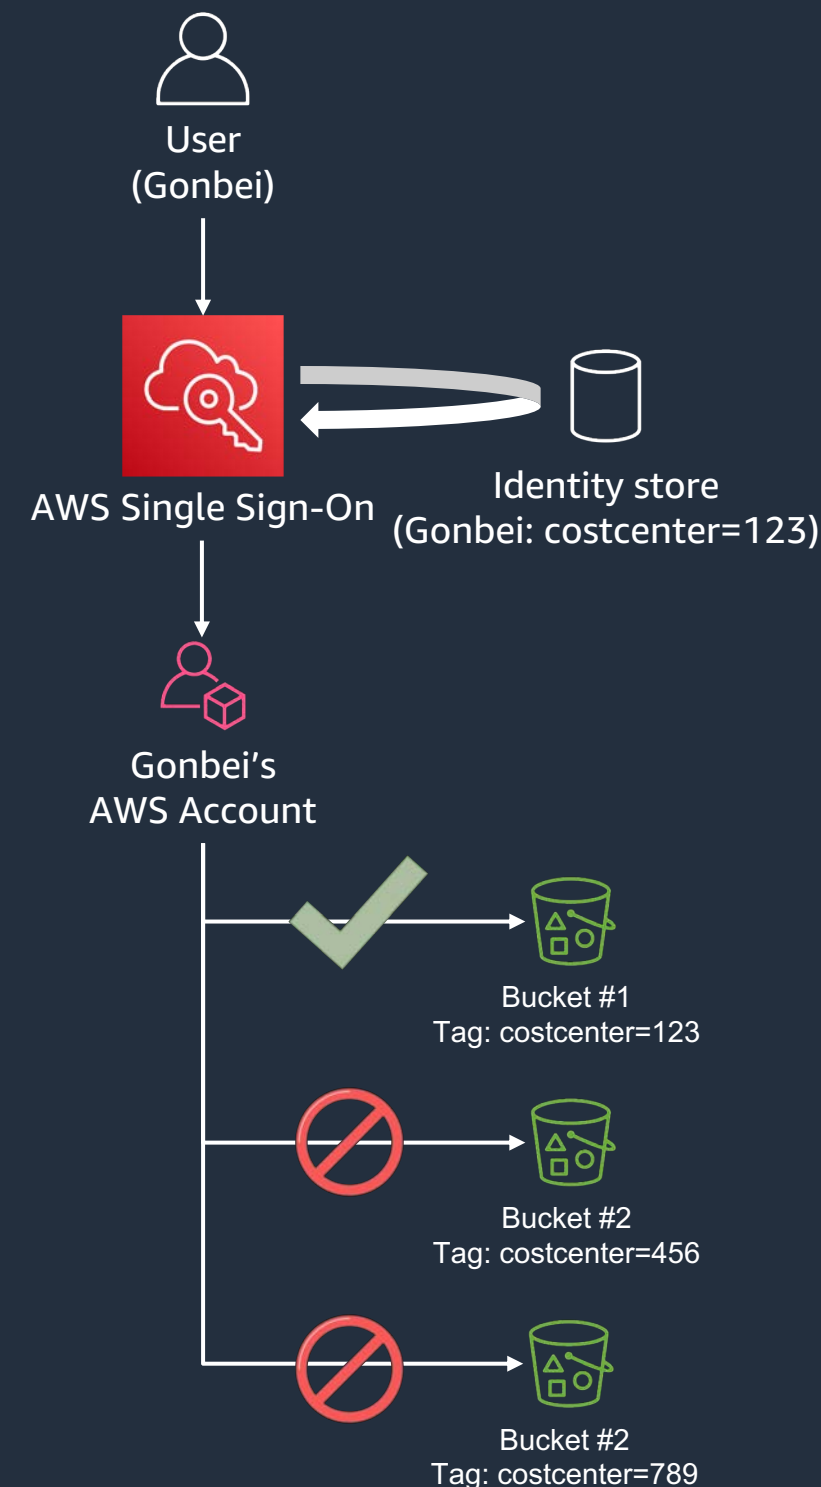 User
(Gonbei)
AWS Single Sign-On
Identity store
(Gonbei: costcenter=123)
Gonbei's
AWS Account
Bucket #1
Tag: costcenter=123
Bucket #2
Tag: costcenter=456
Bucket #2
Tag: costcenter=789